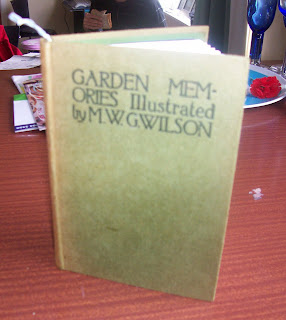 GARDEN MEM-
ORIES Illustrated
by M.W.G.WILSON